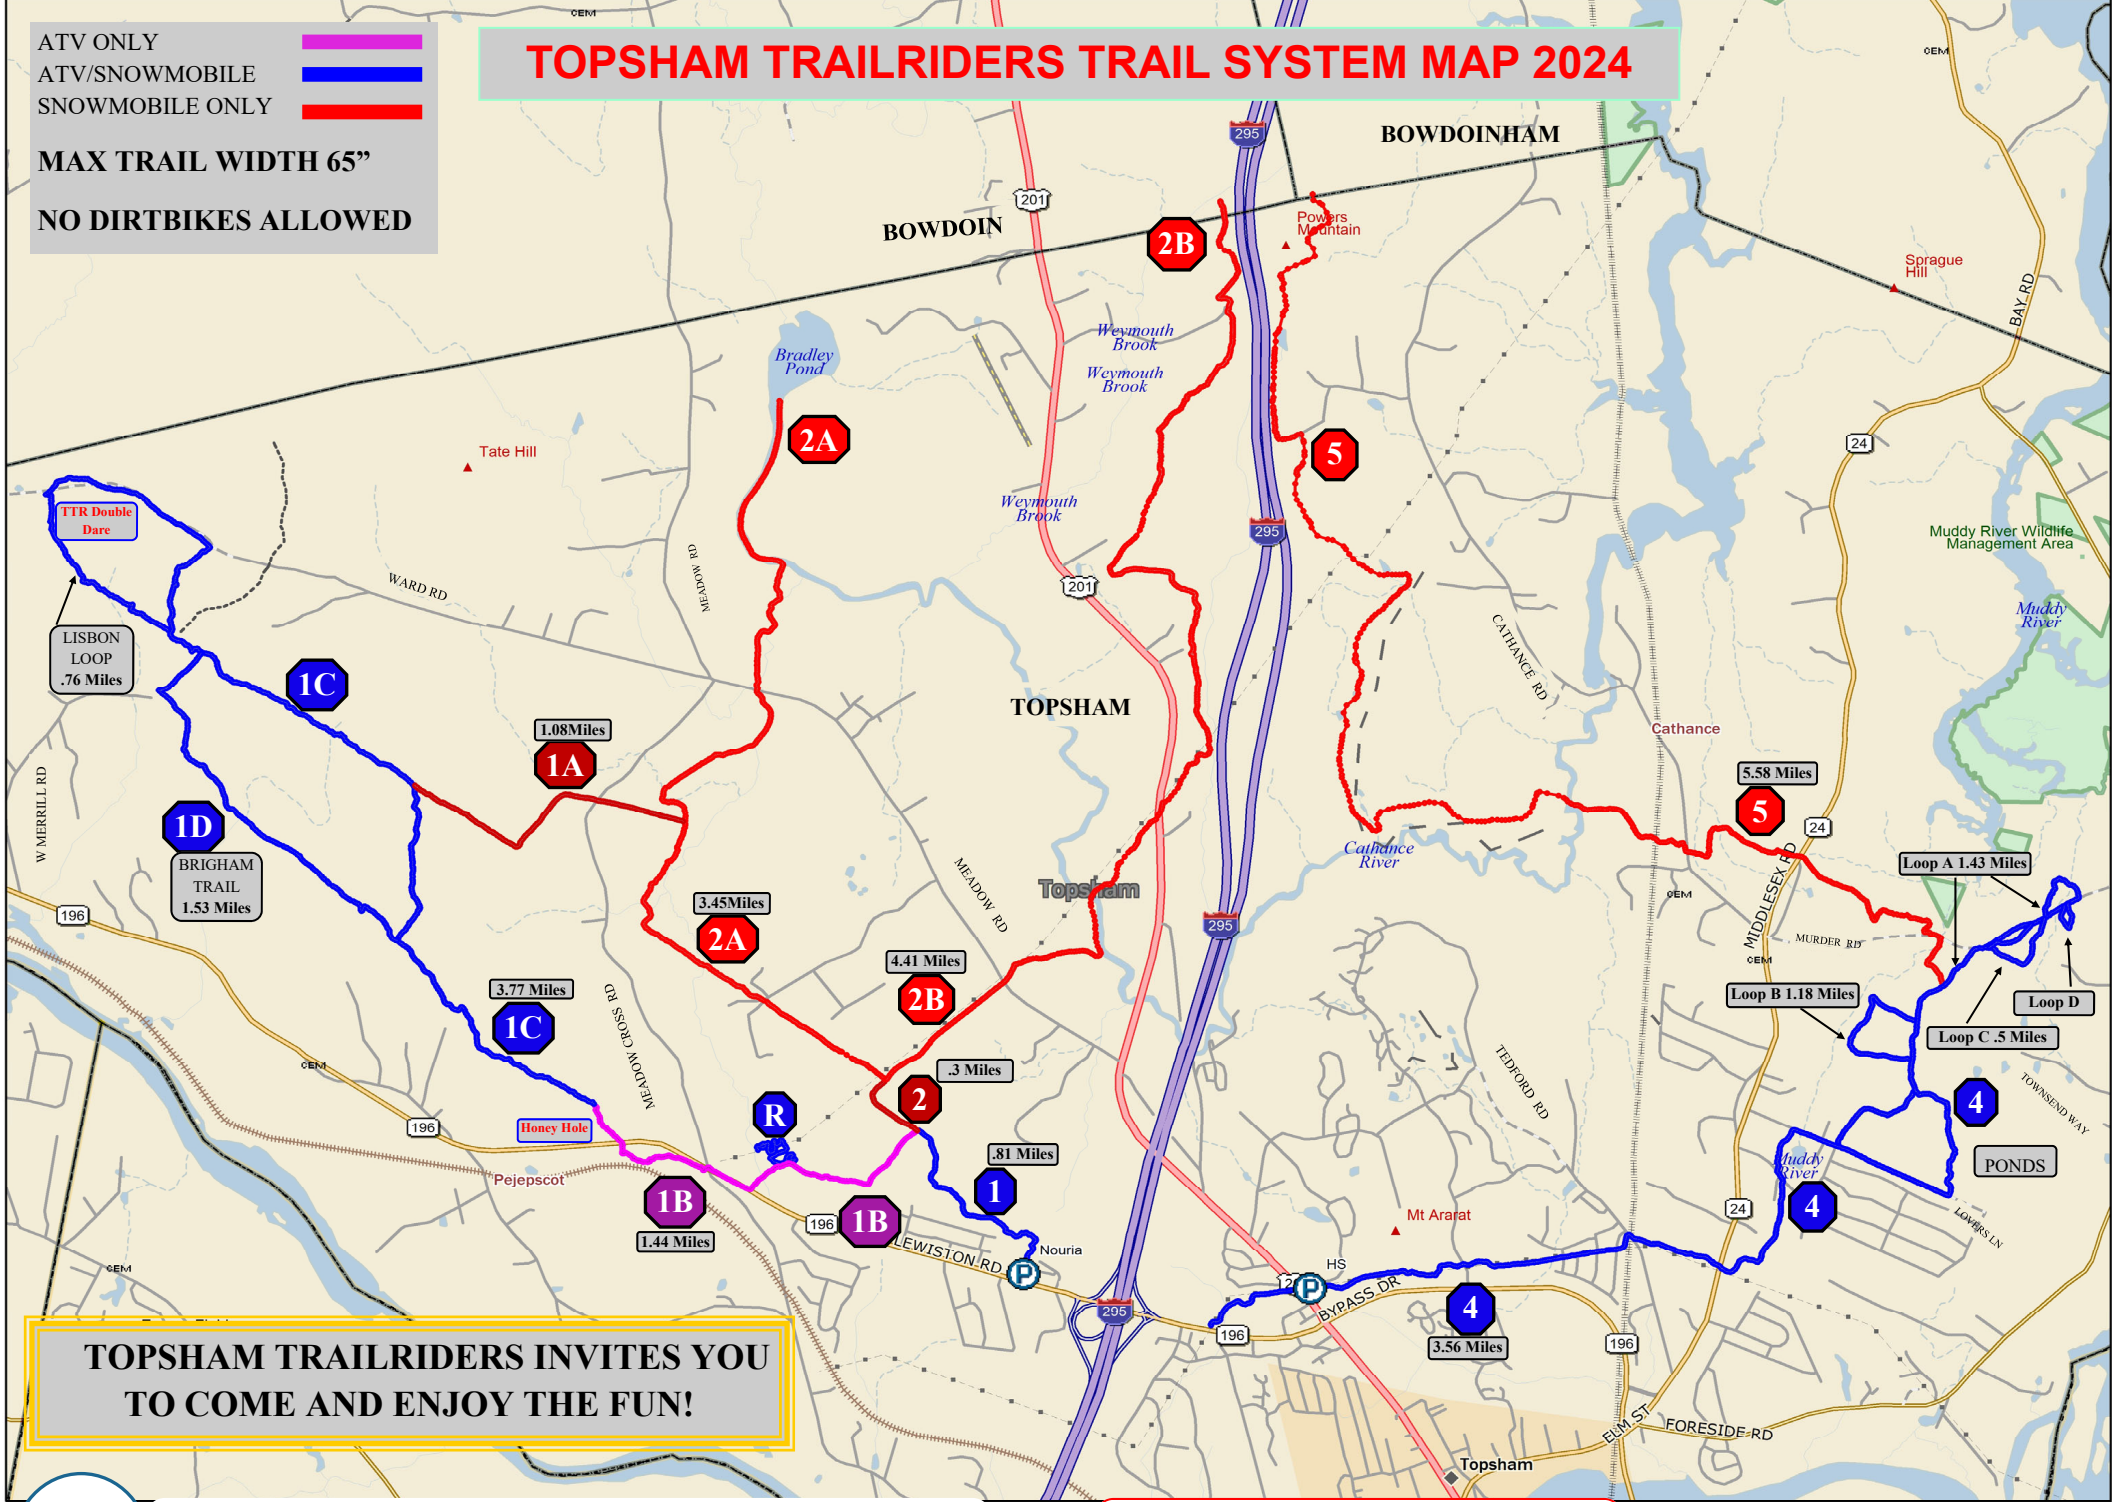 CEM
ATV ONLY
ATV/SNOWMOBILE
SNOWMOBILE ONLY
MAX TRAIL WIDTH 65”
NO DIRTBIKES ALLOWED
TOPSHAM TRAILRIDERS TRAIL SYSTEM MAP 2024
CEM
295
BOWDOINHAM
201
BOWDOIN
2B
Powers
Mountain
Sprague
Hill
BAY RD
Weymouth
Brook
Bradley
Pond
Weymouth
Brook
2A
5
24
Tate Hill
TTR Double
Dare
Weymouth
Brook
295
Muddy River Wildlife
Management Area
WARD RD
MEADOW RD
201
Muddy
River
LISBON
LOOP
.76 Miles
1C
CATHANCE RD
TOPSHAM
Cathance
1.08Miles
1A
5.58 Miles
5
W MERRILL RD
1D
BRIGHAM
TRAIL
1.53 Miles
24
Cathance
River
MIDDLESEX RD
Loop A 1.43 Miles
MEADOW RD
Topsham
CEM
196
3.45Miles
2A
295
MURDER RD
CEM
4.41 Miles
2B
3.77 Miles
1C
Loop B 1.18 Miles
Loop D
Loop C .5 Miles
MEADOW CROSS RD
CEM
.3 Miles
2
TEDFORD RD
TOWNSEND WAY
4
R
196
Honey Hole
.81 Miles
1
Muddy
River
PONDS
Pejepscot
1B
1.44 Miles
1B
196
4
24
LOVERS LN
Mt Ararat
LEWISTON RD
Nouria
P
HS
P
BYPASS DR
CEM
295
196
4
3.56 Miles
196
TOPSHAM TRAILRIDERS INVITES YOU
TO COME AND ENJOY THE FUN!
ELM ST
FORESIDE RD
Topsham